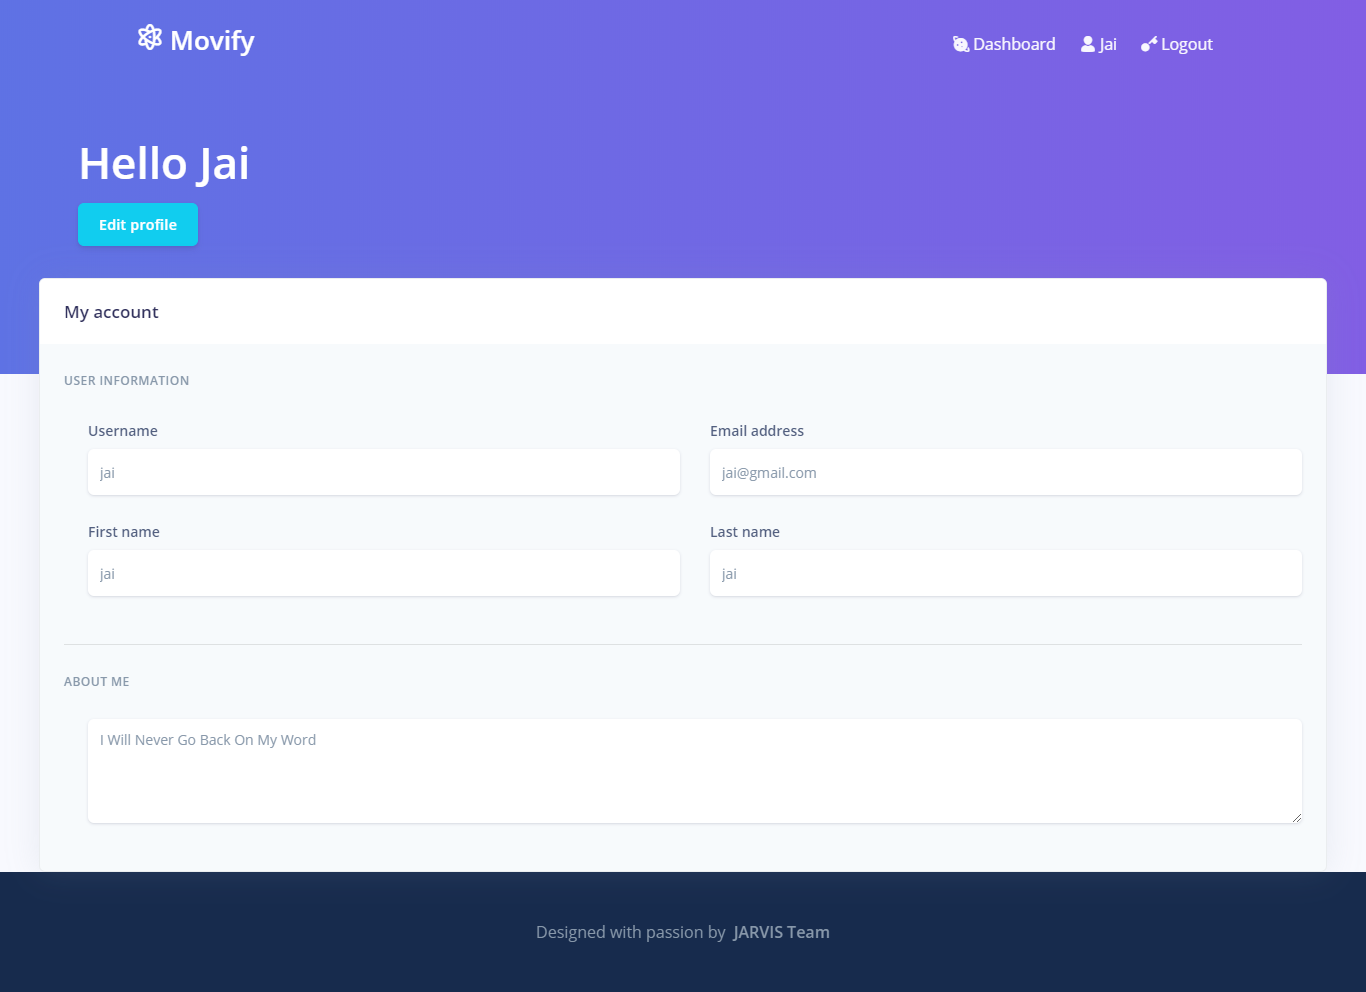 Movify
Dashboard
Jai
Logout
Hello Jai
Edit profile
My account
USER INFORMATION
Username
Email address
jai
jai@gmail.com
First name
Last name
jai
jai
ABOUT ME
I Will Never Go Back On My Word
Designed with passion by JARVIS Team